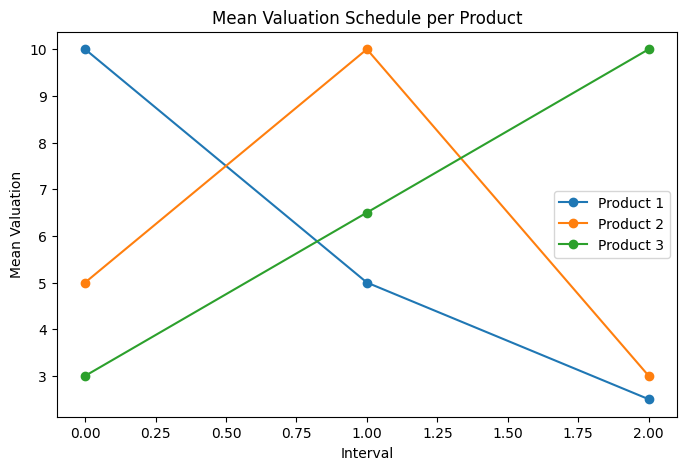 Mean Valuation Schedule per Product
Mean Valuation
10
9
8
7
6
5
4
3
Product 1
Product 2
Product 3
0.00 0.25 0.50 0.75 1.00 1.25 1.50 1.75 2.00
Interval